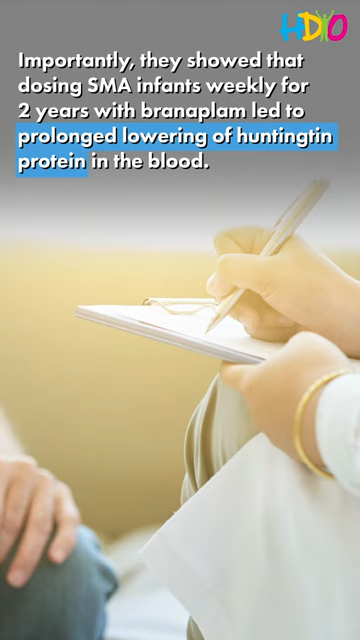 HDYO
Importantly, they showed that
dosing SMA infants weekly for
2 years with branaplam led to
prolonged lowering of huntingtin
protein in the blood.